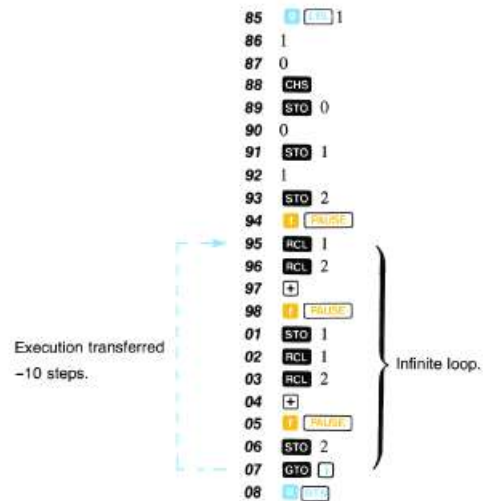 85 g LBL 1
86 1
87 0
88 CHS
89 STO 0
90 0
91 STO 1
92 1
93 STO 2
94 f PAUSE
95 RCL 1
96 RCL 2
97 +
98 f PAUSE
01 STO 1
02 RCL 1
03 RCL 2
04 +
05 f PAUSE
06 STO 2
07 GTO i
08 g RTN
Execution transferred
−10 steps.
Infinite loop.